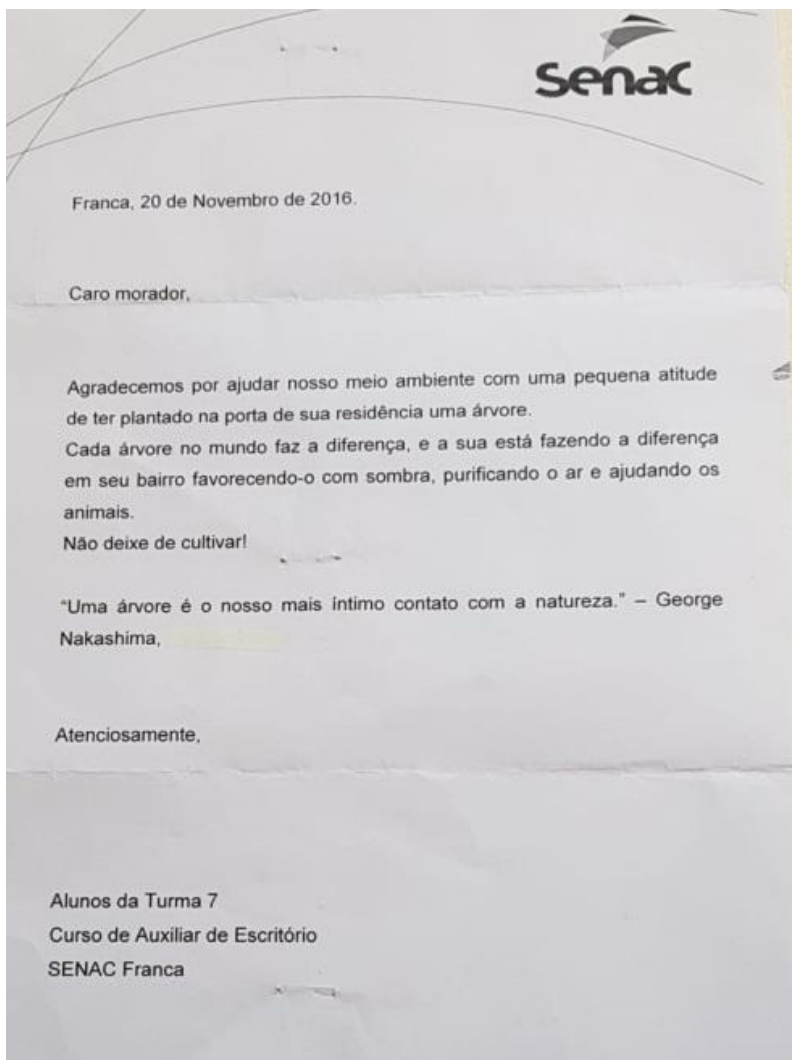 senac
Franca, 20 de Novembro de 2016.
Caro morador,
Agradecemos por ajudar nosso meio ambiente com uma pequena atitude
de ter plantado na porta de sua residência uma árvore.
Cada árvore no mundo faz a diferença, e a sua está fazendo a diferença
em seu bairro favorecendo-o com sombra, purificando o ar e ajudando os
animais.
Não deixe de cultivar!
“Uma árvore é o nosso mais íntimo contato com a natureza.” – George
Nakashima,
Atenciosamente,
Alunos da Turma 7
Curso de Auxiliar de Escritório
SENAC Franca